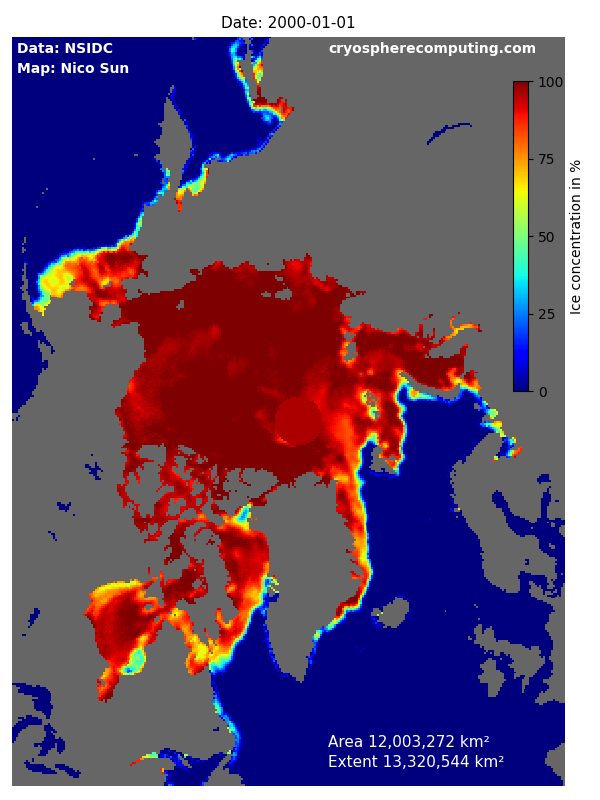 Date: 2000-01-01
Data: NSIDC
Map: Nico Sun
cryospherecomputing.com
100
75
50
25
0
Ice concentration in %
Area 12,003,272 km²
Extent 13,320,544 km²